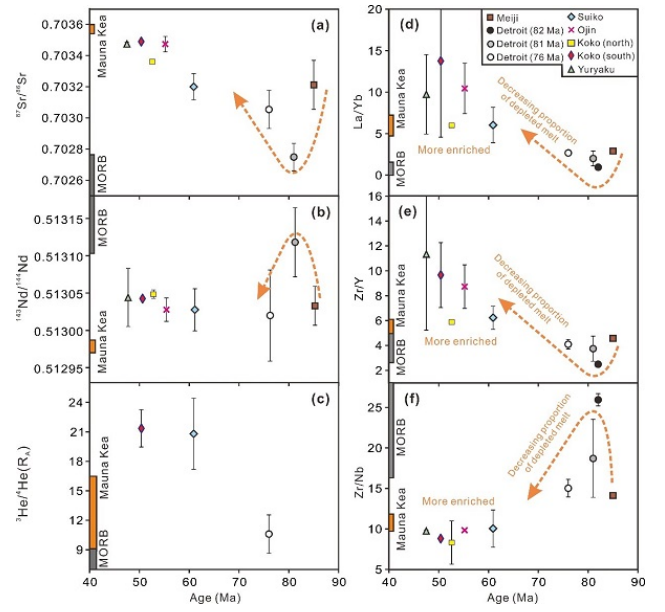 (a)
0.7036
0.7034
0.7032
0.7030
0.7028
0.7026
Mauna Kea
MORB
(b)
0.51315
0.51310
0.51305
0.51300
0.51295
¹⁴³Nd/¹⁴⁴Nd
MORB
Mauna Kea
(c)
24
21
18
15
12
9
³He/⁴He(Rᴀ)
Mauna Kea
MORB
40 50 60 70 80 90
Age (Ma)
(d)
Meiji
Detroit (82 Ma)
Detroit (81 Ma)
Detroit (76 Ma)
Suiko
Ojin
Koko (north)
Koko (south)
Yuryaku
20
15
10
5
0
La/Yb
Mauna Kea
MORB
Decreasing proportion
of depleted melt
More enriched
(e)
16
14
12
10
8
6
4
2
Zr/Y
Mauna Kea
MORB
Decreasing proportion
of depleted melt
More enriched
(f)
25
20
15
10
5
0
Zr/Nb
MORB
Mauna Kea
Decreasing proportion
of depleted melt
More enriched
40 50 60 70 80 90
Age (Ma)